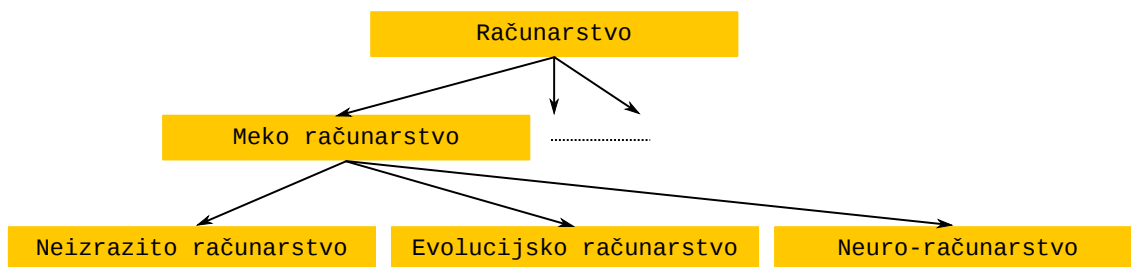 Računarstvo
Meko računarstvo
Neizrazito računarstvo
Evolucijsko računarstvo
Neuro-računarstvo